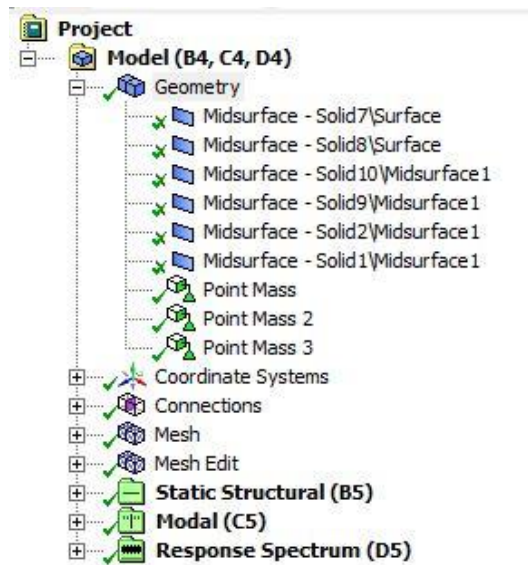 Project
Model (B4, C4, D4)
Geometry
Midsurface - Solid7\Surface
Midsurface - Solid8\Surface
Midsurface - Solid10\Midsurface1
Midsurface - Solid9\Midsurface1
Midsurface - Solid2\Midsurface1
Midsurface - Solid1\Midsurface1
Point Mass
Point Mass 2
Point Mass 3
Coordinate Systems
Connections
Mesh
Mesh Edit
Static Structural (B5)
Modal (C5)
Response Spectrum (D5)